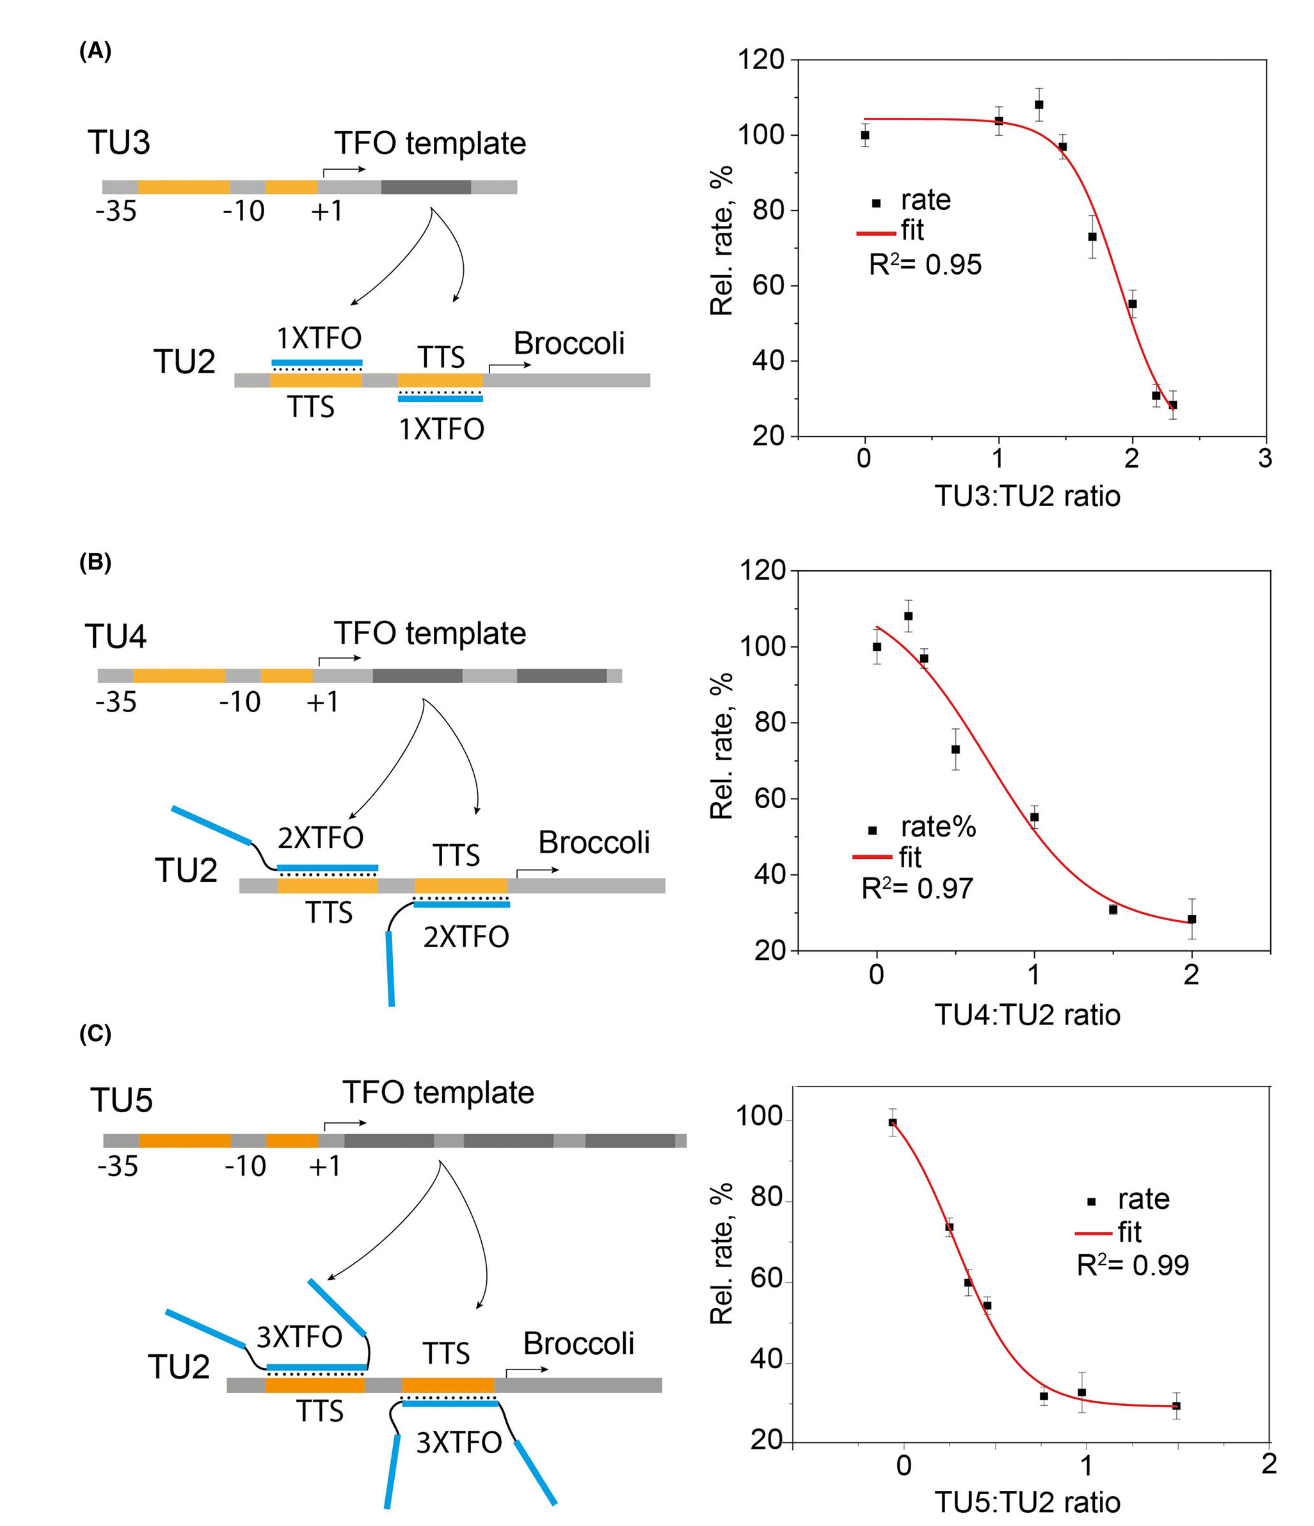 (A)
TU3
TFO template
-35
-10
+1
1XTFO
TTS
Broccoli
TU2
TTS
1XTFO
120
100
80
60
40
20
Rel. rate, %
rate
fit
R²= 0.95
0
1
2
3
TU3:TU2 ratio
(B)
TU4
TFO template
-35
-10
+1
2XTFO
TTS
Broccoli
TU2
TTS
2XTFO
120
100
80
60
40
20
Rel. rate, %
rate%
fit
R²= 0.97
0
1
2
TU4:TU2 ratio
(C)
TU5
TFO template
-35
-10
+1
3XTFO
TTS
Broccoli
TU2
TTS
3XTFO
100
80
60
40
20
Rel. rate, %
rate
fit
R²= 0.99
0
1
2
TU5:TU2 ratio